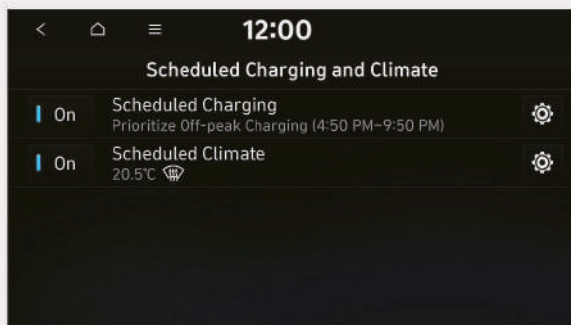 12:00
Scheduled Charging and Climate
On
Scheduled Charging
Prioritize Off-peak Charging (4:50 PM~9:50 PM)
On
Scheduled Climate
20.5°C